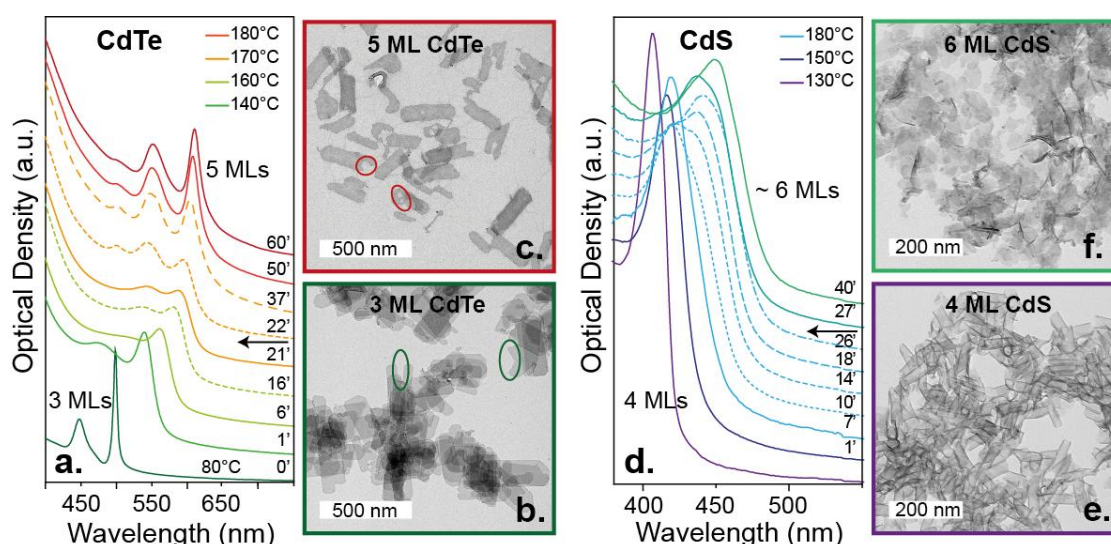 CdTe
180°C
170°C
160°C
140°C
5 MLs
60'
50'
37'
22'
21'
16'
6'
1'
0'
3 MLs
80°C
a.
450 550 650
Wavelength (nm)
Optical Density (a.u.)
5 ML CdTe
500 nm
c.
3 ML CdTe
500 nm
b.
CdS
180°C
150°C
130°C
~ 6 MLs
40'
27'
26'
18'
14'
10'
7'
1'
4 MLs
d.
400 450 500
Wavelength (nm)
Optical Density (a.u.)
6 ML CdS
200 nm
f.
4 ML CdS
200 nm
e.